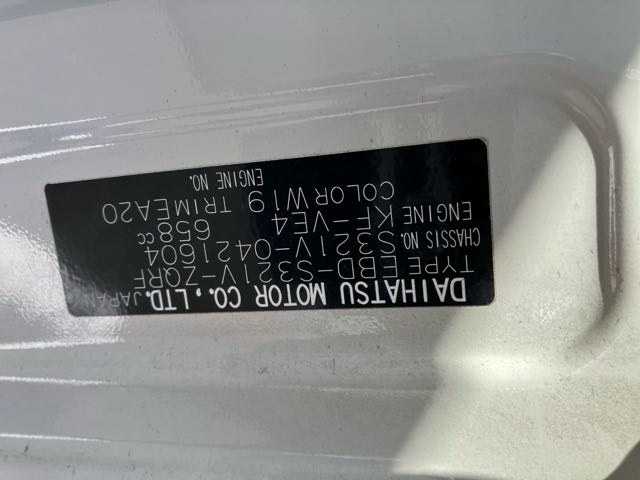 DAIHATSU MOTOR CO., LTD. JAPAN
TYPE EBD-S321V-ZQRF
CHASSIS NO. S321V-0421604
ENGINE KF-VE4 658cc
COLOR W19 TRIM EA20
ENGINE NO.